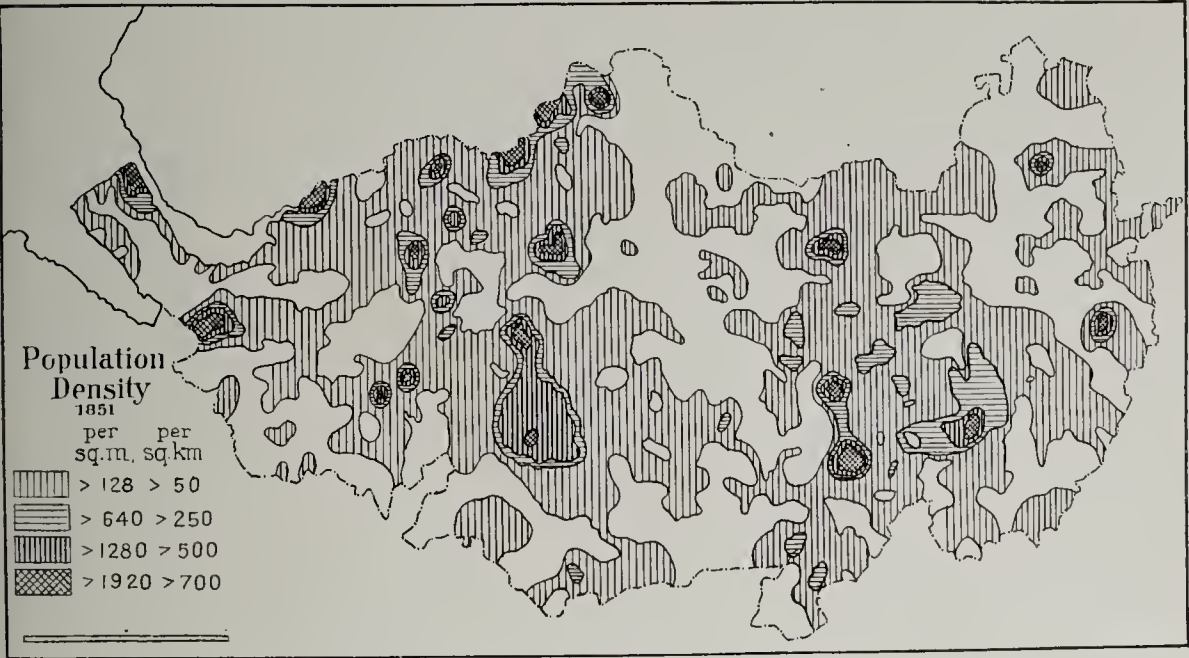 Population
Density
1851
per per
sq.m. sq.km
> 128 > 50
> 640 > 250
>1280 > 500
>1920 >700